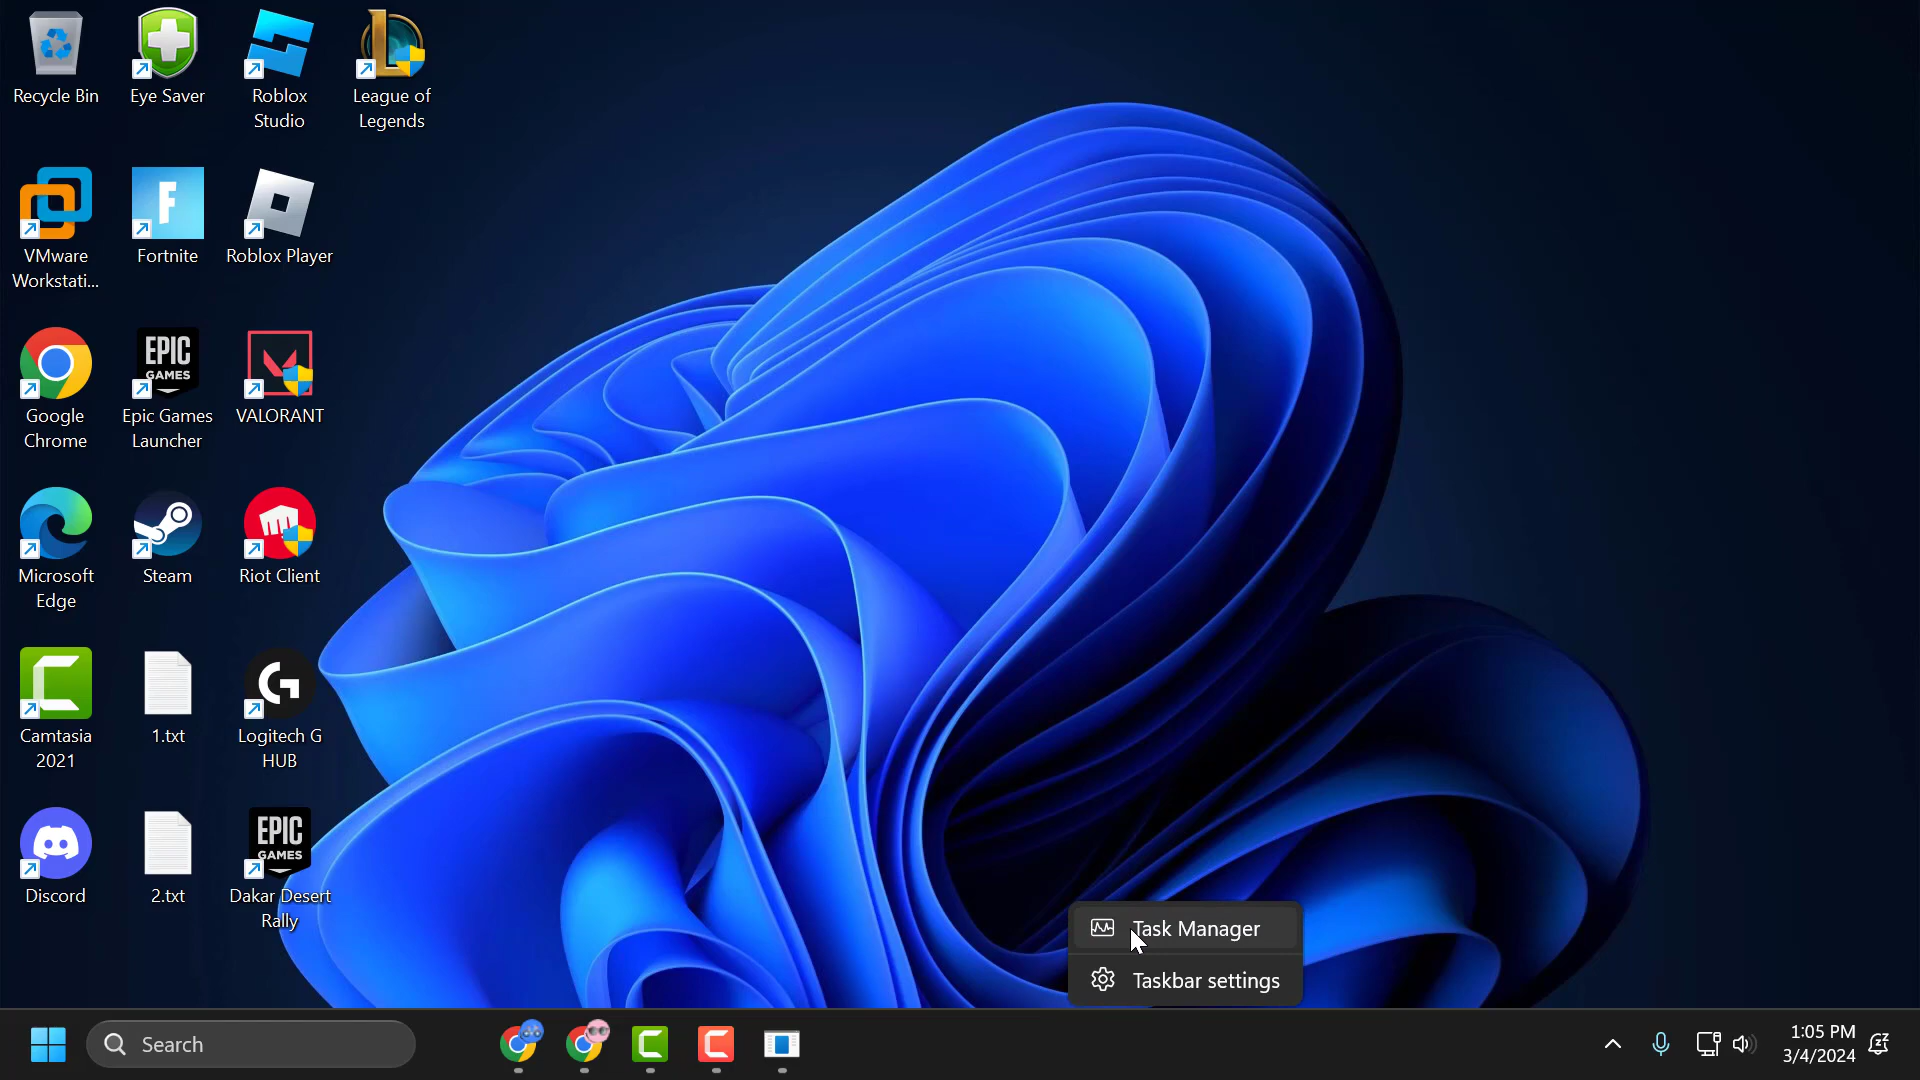 Recycle Bin
Eye Saver
Roblox
Studio
League of
Legends
VMware
Workstati...
F
Fortnite
Roblox Player
Google
Chrome
EPIC
GAMES
Epic Games
Launcher
VALORANT
Microsoft
Edge
Steam
Riot Client
Camtasia
2021
1.txt
Logitech G
HUB
Discord
2.txt
EPIC
GAMES
Dakar Desert
Rally
Task Manager
Taskbar settings
Search
1:05 PM
3/4/2024